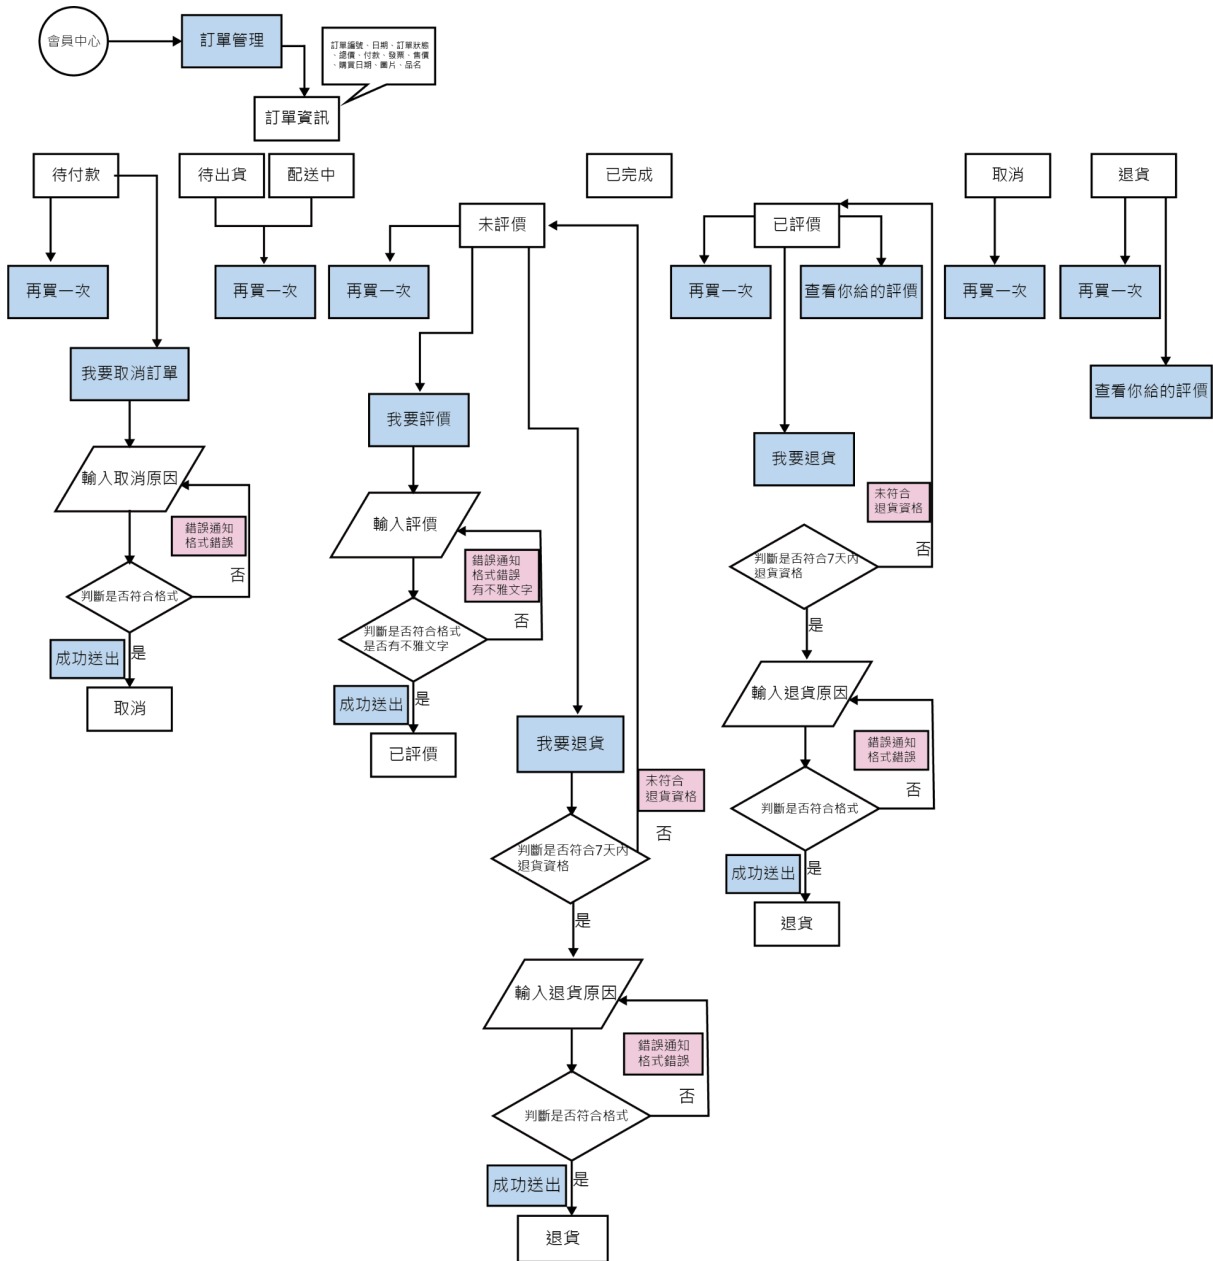 會員中心
訂單管理
訂單編號、日期、訂單狀態
、總價、付款、發票、售價
、購買日期、圖片、品名
訂單資訊
待付款
待出貨
配送中
已完成
取消
退貨
未評價
已評價
再買一次
再買一次
再買一次
再買一次
查看你給的評價
再買一次
再買一次
我要取消訂單
查看你給的評價
我要評價
我要退貨
輸入取消原因
錯誤通知
格式錯誤
否
判斷是否符合格式
是
成功送出
取消
輸入評價
錯誤通知
格式錯誤
有不雅文字
否
判斷是否符合格式
是否有不雅文字
是
成功送出
已評價
我要退貨
未符合
退貨資格
否
判斷是否符合7天內
退貨資格
是
輸入退貨原因
錯誤通知
格式錯誤
否
判斷是否符合格式
是
成功送出
退貨
未符合
退貨資格
否
判斷是否符合7天內
退貨資格
是
輸入退貨原因
錯誤通知
格式錯誤
否
判斷是否符合格式
是
成功送出
退貨